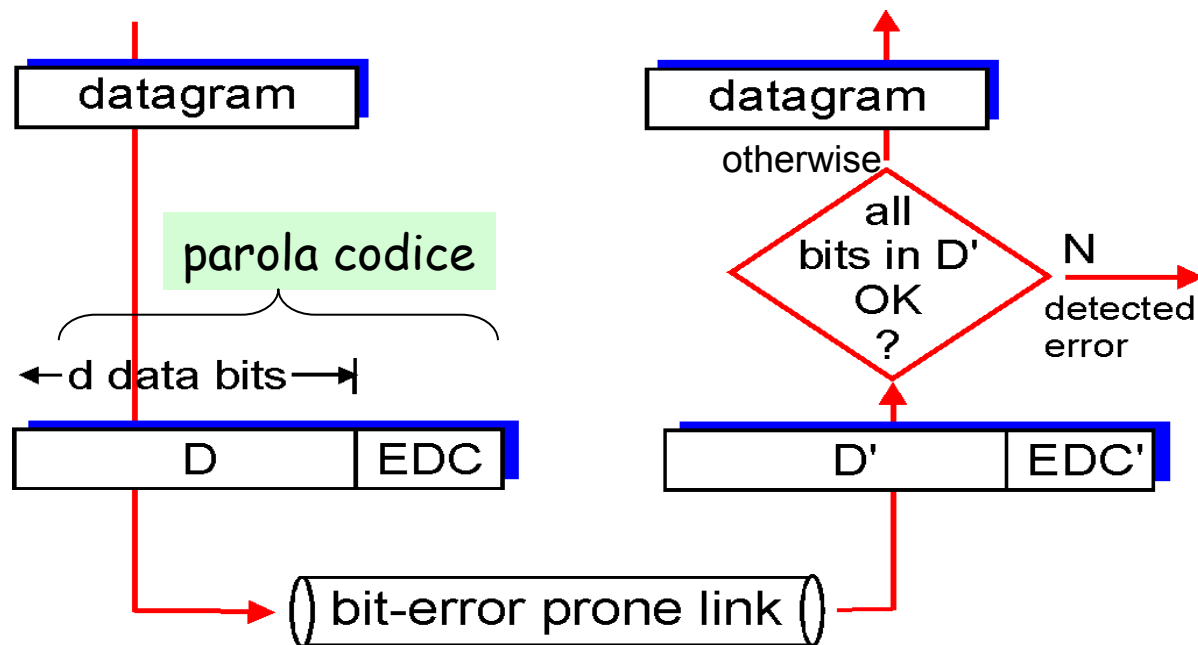 datagram
parola codice
d data bits
D
EDC
bit-error prone link
datagram
otherwise
all
bits in D'
OK
?
N
detected
error
D'
EDC'